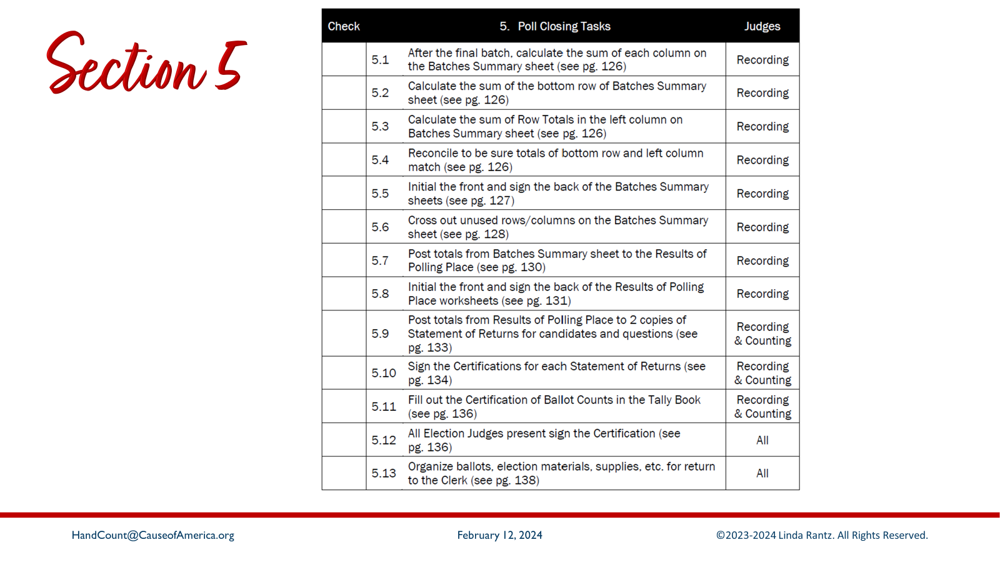 Section 5
Check 5. Poll Closing Tasks Judges
5.1 After the final batch, calculate the sum of each column on
the Batches Summary sheet (see pg. 126)
Recording
5.2 Calculate the sum of the bottom row of Batches Summary
sheet (see pg. 126)
Recording
5.3 Calculate the sum of Row Totals in the left column on
Batches Summary sheet (see pg. 126)
Recording
5.4 Reconcile to be sure totals of bottom row and left column
match (see pg. 126)
Recording
5.5 Initial the front and sign the back of the Batches Summary
sheets (see pg. 127)
Recording
5.6 Cross out unused rows/columns on the Batches Summary
sheet (see pg. 128)
Recording
5.7 Post totals from Batches Summary sheet to the Results of
Polling Place (see pg. 130)
Recording
5.8 Initial the front and sign the back of the Results of Polling
Place worksheets (see pg. 131)
Recording
5.9 Post totals from Results of Polling Place to 2 copies of
Statement of Returns for candidates and questions (see
pg. 133)
Recording
& Counting
5.10 Sign the Certifications for each Statement of Returns (see
pg. 134)
Recording
& Counting
5.11 Fill out the Certification of Ballot Counts in the Tally Book
(see pg. 136)
Recording
& Counting
5.12 All Election Judges present sign the Certification (see
pg. 136)
All
5.13 Organize ballots, election materials, supplies, etc. for return
to the Clerk (see pg. 138)
All
HandCount@CauseofAmerica.org February 12, 2024 ©2023-2024 Linda Rantz. All Rights Reserved.